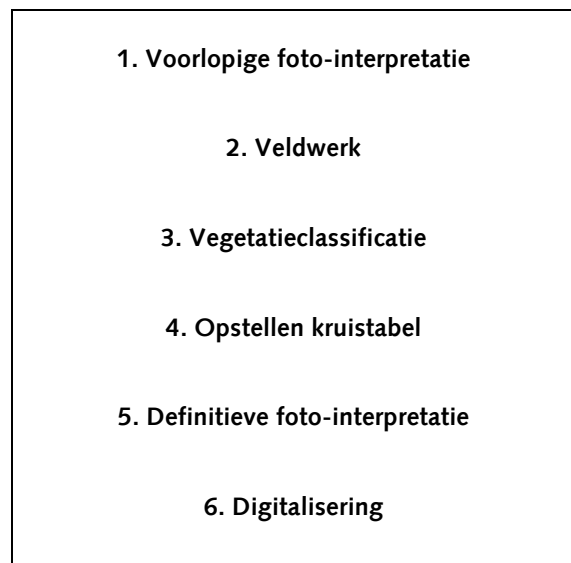 1. Voorlopige foto-interpretatie
2. Veldwerk
3. Vegetatieclassificatie
4. Opstellen kruistabel
5. Definitieve foto-interpretatie
6. Digitalisering